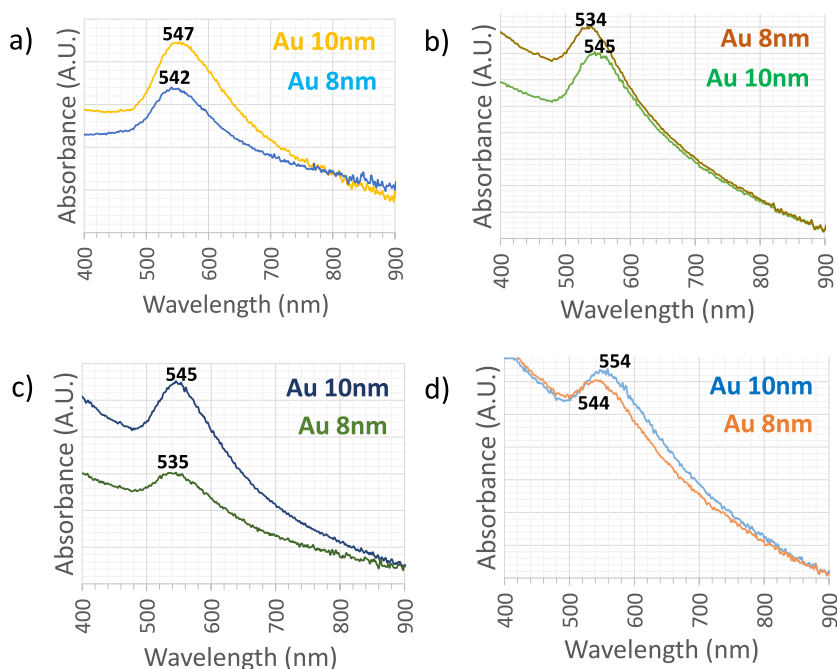 a)
547
Au 10nm
542
Au 8nm
Absorbance (A.U.)
400 500 600 700 800 900
Wavelength (nm)
b)
534
Au 8nm
545
Au 10nm
Absorbance (A.U.)
400 500 600 700 800 900
Wavelength (nm)
c)
545
Au 10nm
Au 8nm
535
Absorbance (A.U.)
400 500 600 700 800 900
Wavelength (nm)
d)
554
Au 10nm
544
Au 8nm
Absorbance (A.U.)
400 500 600 700 800 900
Wavelength (nm)